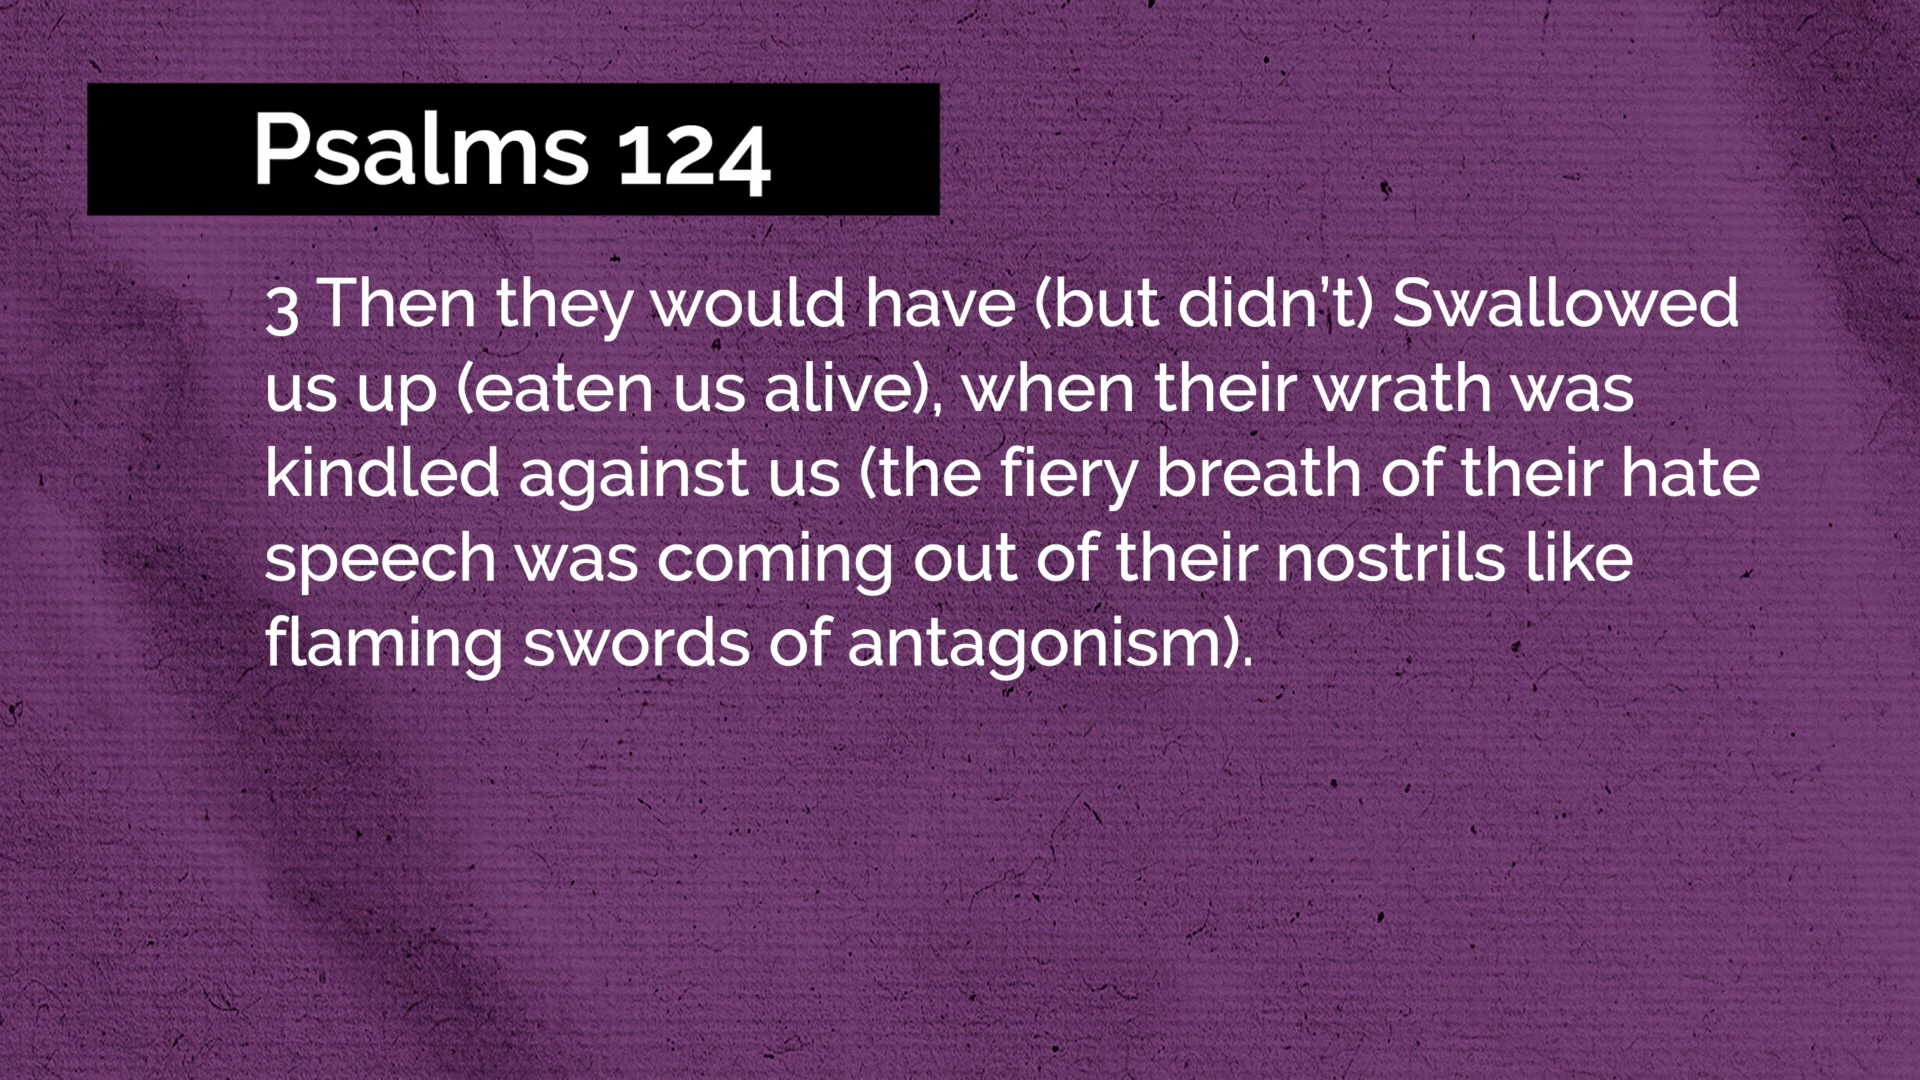 Psalms 124
3 Then they would have (but didn’t) Swallowed
us up (eaten us alive), when their wrath was
kindled against us (the fiery breath of their hate
speech was coming out of their nostrils like
flaming swords of antagonism).